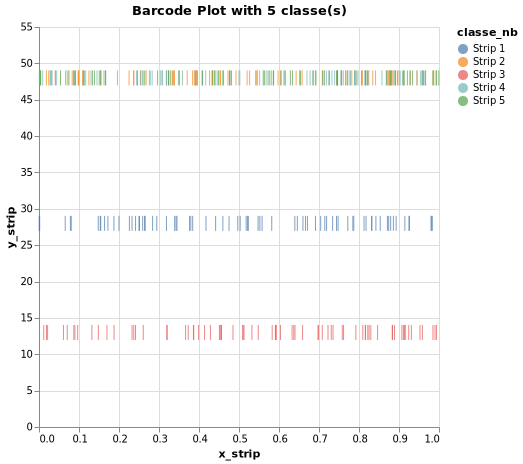 Barcode Plot with 5 classe(s)
classe_nb
Strip 1
Strip 2
Strip 3
Strip 4
Strip 5
y_strip
55
50
45
40
35
30
25
20
15
10
5
0
0.0 0.1 0.2 0.3 0.4 0.5 0.6 0.7 0.8 0.9 1.0
x_strip